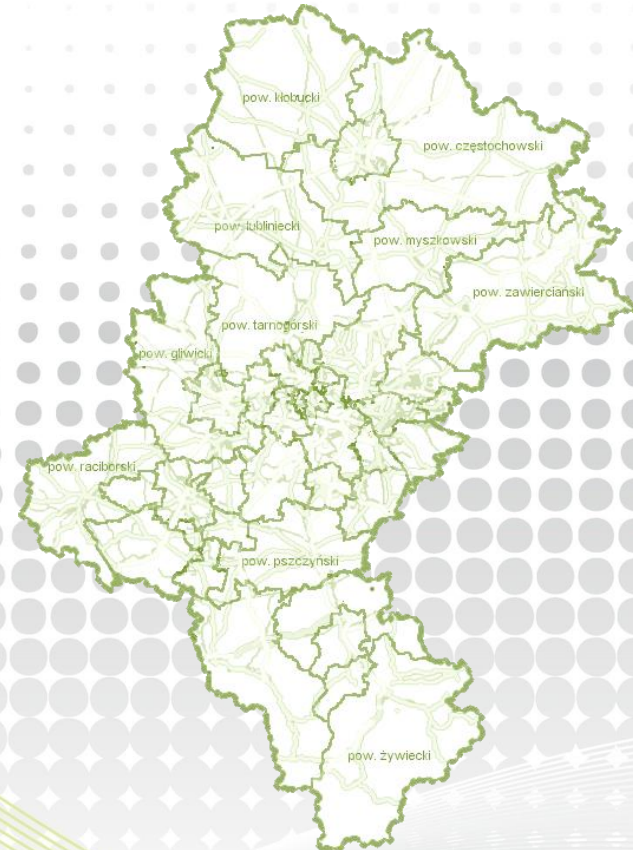 pow. kłobucki
pow. częstochowski
pow. lubliniecki
pow. myszkowski
pow. zawierciański
pow. tarnogórski
pow. gliwicki
pow. raciborski
pow. pszczyński
pow. żywiecki